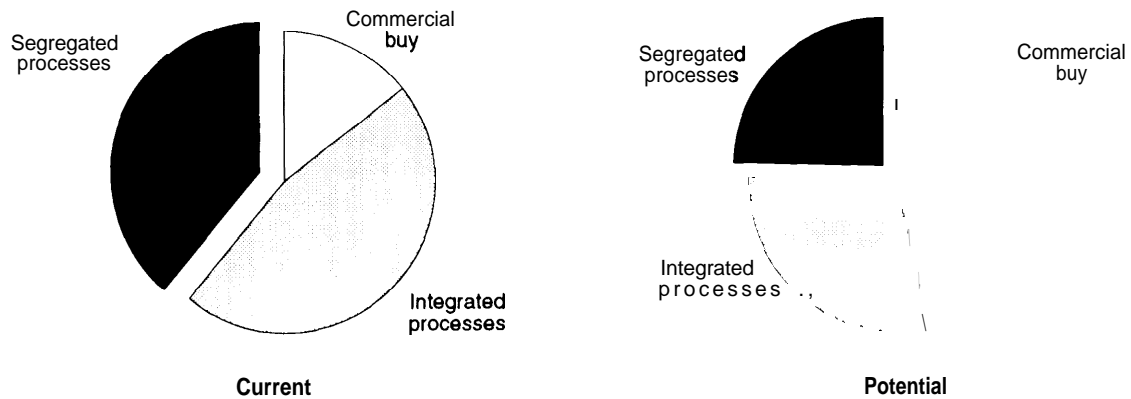 Segregated
processes
Commercial
buy
Integrated
processes
Current
Segregated
processes
Commercial
buy
Integrated
processes
Potential